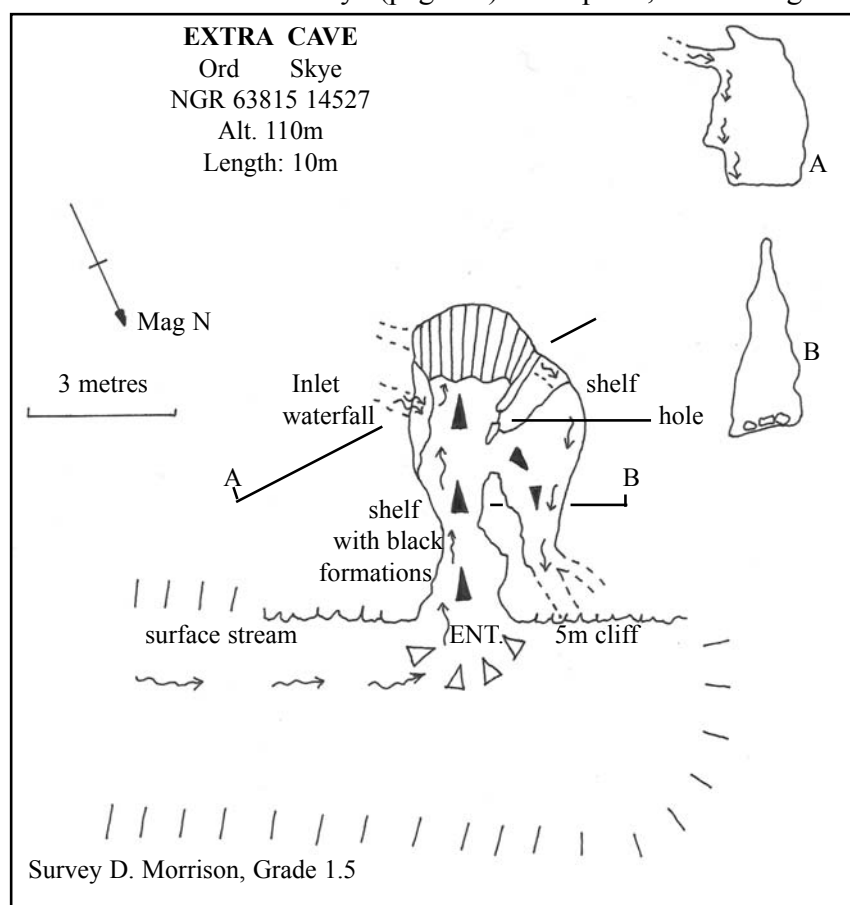 EXTRA CAVE
Ord Skye
NGR 63815 14527
Alt. 110m
Length: 10m
A
Mag N
B
3 metres
Inlet
waterfall
shelf
hole
A
B
shelf
with black
formations
surface stream
ENT.
5m cliff
Survey D. Morrison, Grade 1.5